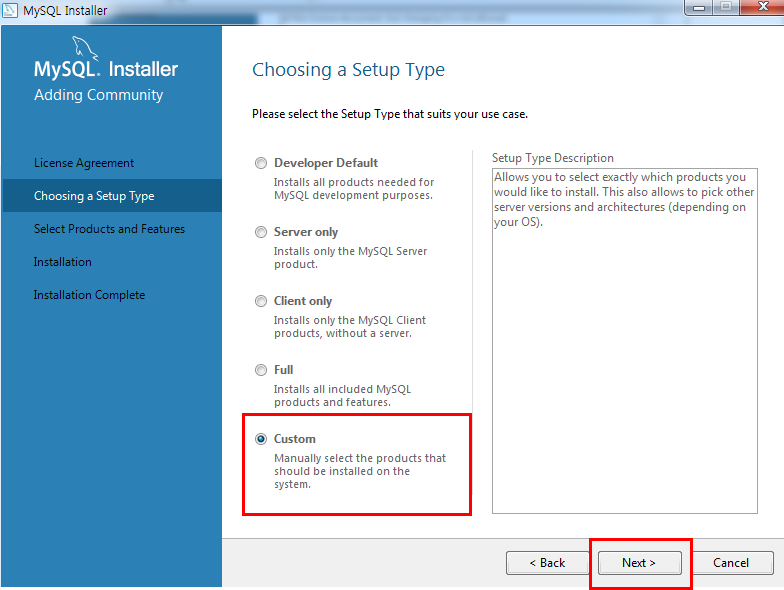 MySQL Installer
MySQL. Installer
Adding Community
License Agreement
Choosing a Setup Type
Select Products and Features
Installation
Installation Complete
Choosing a Setup Type
Please select the Setup Type that suits your use case.
Developer Default
Installs all products needed for
MySQL development purposes.
Server only
Installs only the MySQL Server
product.
Client only
Installs only the MySQL Client
products, without a server.
Full
Installs all included MySQL
products and features.
Custom
Manually select the products that
should be installed on the
system.
Setup Type Description
Allows you to select exactly which products you
would like to install. This also allows to pick other
server versions and architectures (depending on
your OS).
< Back
Next >
Cancel